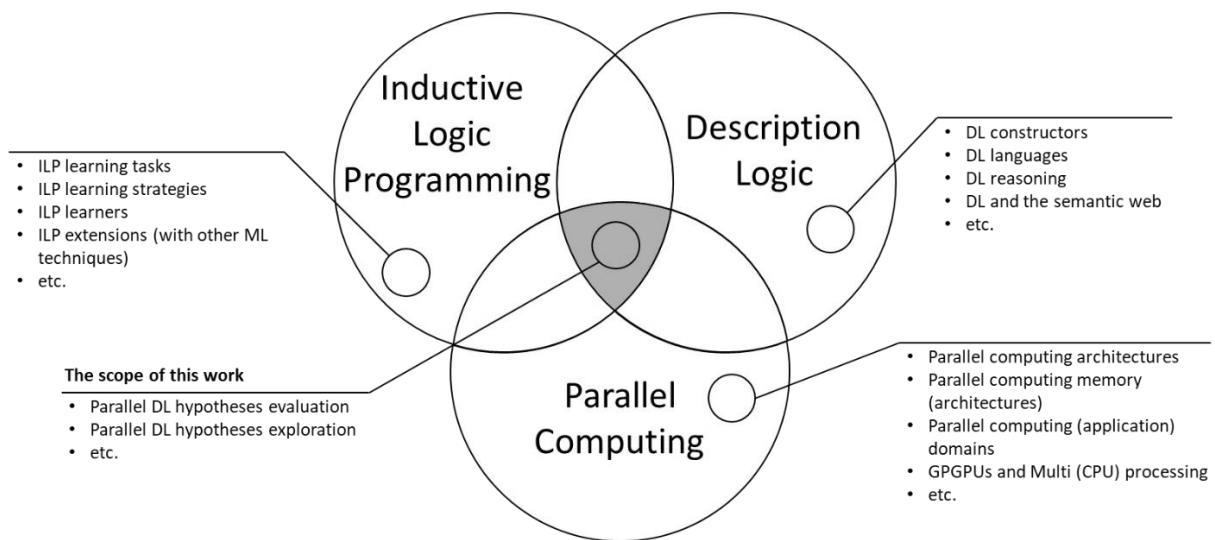 Inductive
Logic
Programming
Description
Logic
• ILP learning tasks
• ILP learning strategies
• ILP learners
• ILP extensions (with other ML
techniques)
• etc.
• DL constructors
• DL languages
• DL reasoning
• DL and the semantic web
• etc.
The scope of this work
• Parallel DL hypotheses evaluation
• Parallel DL hypotheses exploration
• etc.
Parallel
Computing
• Parallel computing architectures
• Parallel computing memory
(architectures)
• Parallel computing (application)
domains
• GPGPUs and Multi (CPU) processing
• etc.